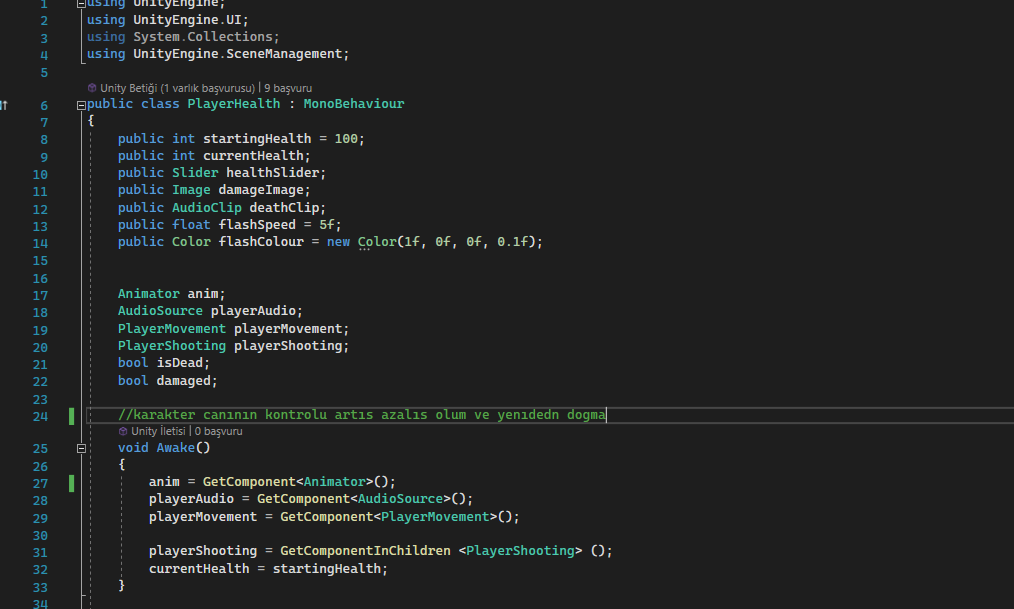 1 using UnityEngine;
2 using UnityEngine.UI;
3 using System.Collections;
4 using UnityEngine.SceneManagement;
5
Unity Betiği (1 varlık başvurusu) | 9 başvuru
6 public class PlayerHealth : MonoBehaviour
7 {
8 public int startingHealth = 100;
9 public int currentHealth;
10 public Slider healthSlider;
11 public Image damageImage;
12 public AudioClip deathClip;
13 public float flashSpeed = 5f;
14 public Color flashColour = new Color(1f, 0f, 0f, 0.1f);
15
16
17 Animator anim;
18 AudioSource playerAudio;
19 PlayerMovement playerMovement;
20 PlayerShooting playerShooting;
21 bool isDead;
22 bool damaged;
23
24 //karakter canının kontrolu artıs azalıs olum ve yenıdedn dogma
Unity İletisi | 0 başvuru
25 void Awake()
26 {
27 anim = GetComponent<Animator>();
28 playerAudio = GetComponent<AudioSource>();
29 playerMovement = GetComponent<PlayerMovement>();
30
31 playerShooting = GetComponentInChildren <PlayerShooting> ();
32 currentHealth = startingHealth;
33 }
34